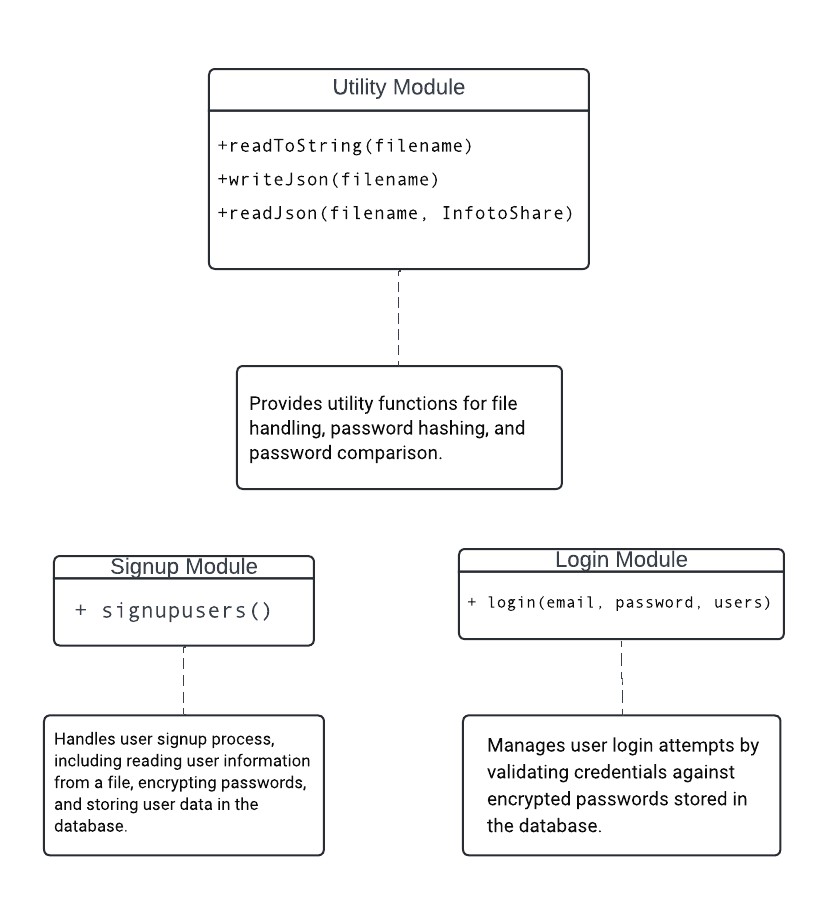 Utility Module
+readToString(filename)
+writeJson(filename)
+readJson(filename, InfotoShare)
Provides utility functions for file
handling, password hashing, and
password comparison.
Signup Module
+ signupusers()
Handles user signup process,
including reading user information
from a file, encrypting passwords,
and storing user data in the
database.
Login Module
+ login(email, password, users)
Manages user login attempts by
validating credentials against
encrypted passwords stored in
the database.